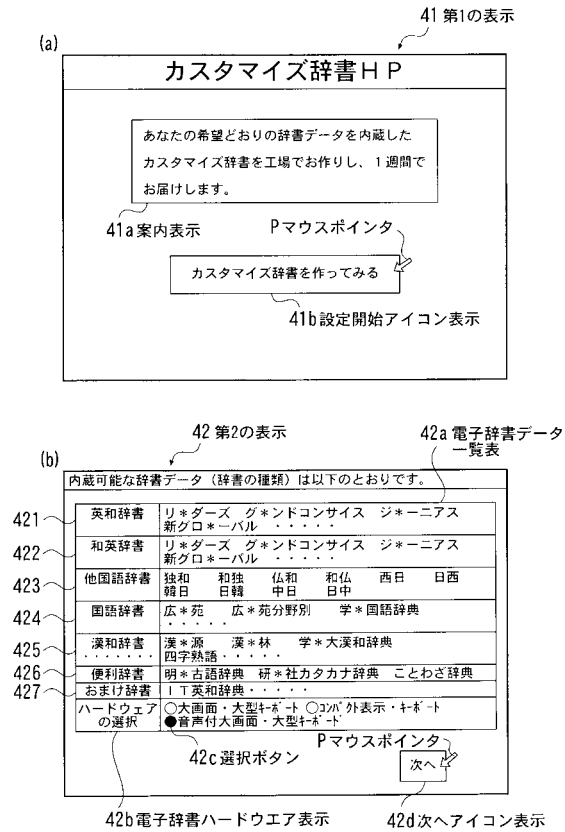 41 第1の表示
(a)
カスタマイズ辞書HP
あなたの希望どおりの辞書データを内蔵した
カスタマイズ辞書を工場でお作りし、1週間で
お届けします。
41a案内表示
Pマウスポインタ
カスタマイズ辞書を作ってみる
41b設定開始アイコン表示
42 第2の表示
42a 電子辞書データ
一覧表
(b)
内蔵可能な辞書データ(辞書の種類)は以下のとおりです。
421 英和辞書 リ*ダーズ グ*ンドコンサイス ジ*ーニアス
新グロ*ーバル ・・・・・
422 和英辞書 リ*ダーズ グ*ンドコンサイス ジ*ーニアス
新グロ*ーバル ・・・・・
423 他国語辞書 独和 和独 仏和 和仏 西日 日西
韓日 日韓 中日 日中
424 国語辞書 広*苑 広*苑分野別 学*国語辞典
・・・・・
425 漢和辞書 漢*源 漢*林 学*大漢和辞典
・・・・・・・ 四字熟語・・・・・
426 便利辞書 明*古語辞典 研*社カタカナ辞典 ことわざ辞典
427 おまけ辞書 IT英和辞典・・・・・
ハードウェア ○大画面・大型キーボード ○コンパクト表示・キーボード
の選択 ●音声付大画面・大型キーボード
Pマウスポインタ
42c選択ボタン
次へ
42b電子辞書ハードウエア表示
42d次へアイコン表示